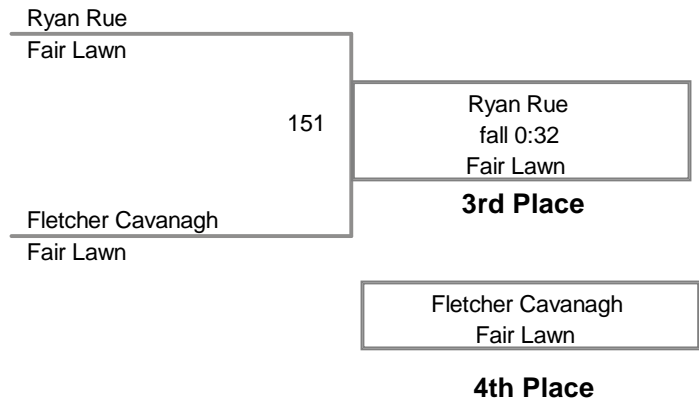 Ryan Rue
Fair Lawn
151
Ryan Rue
fall 0:32
Fair Lawn
3rd Place
Fletcher Cavanagh
Fair Lawn
Fletcher Cavanagh
Fair Lawn
4th Place